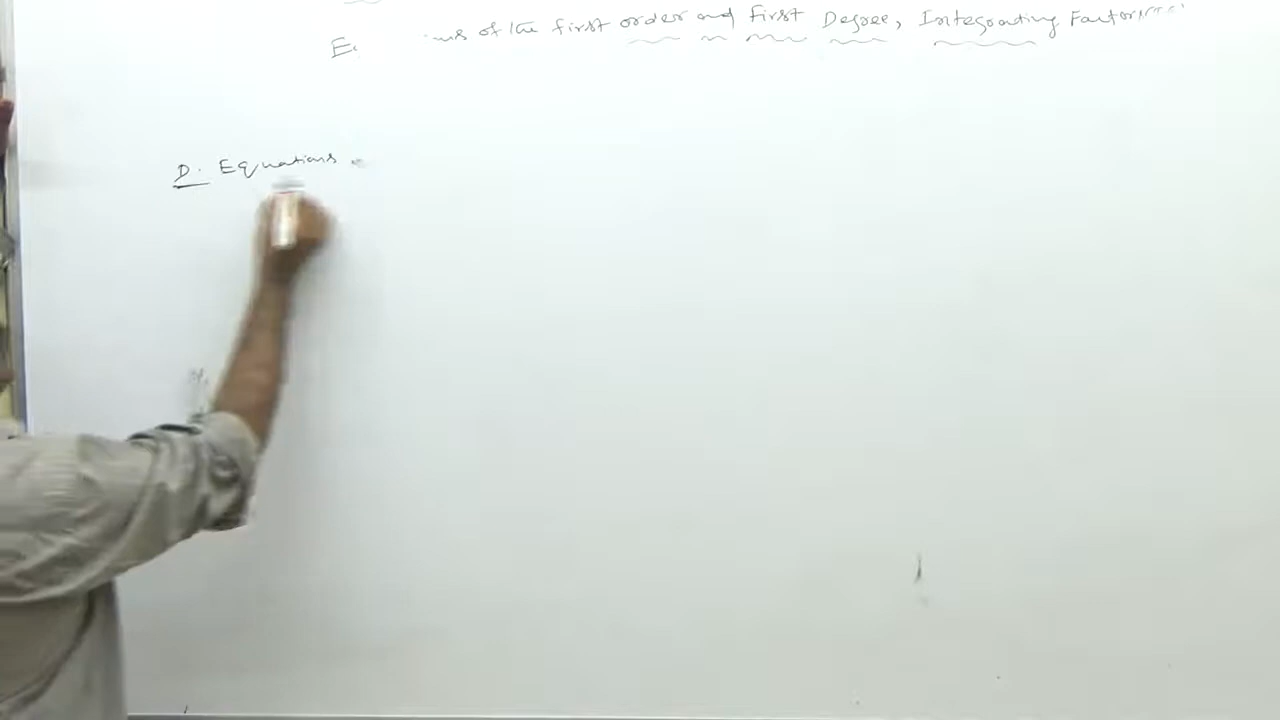 of the first order and First Degree, Integrating Factor
D. Equations